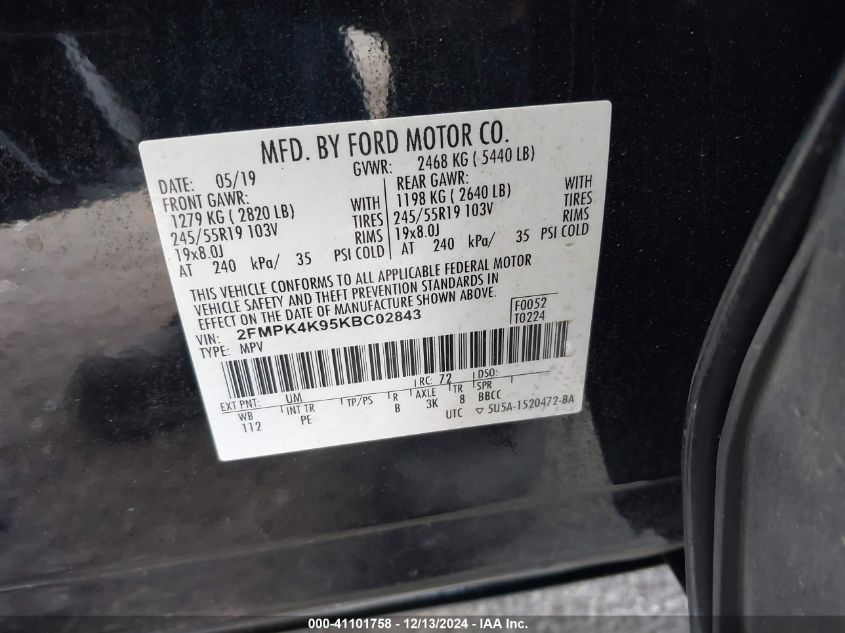 MFD. BY FORD MOTOR CO.
DATE: 05/19 GVWR: 2468 KG ( 5440 LB)
FRONT GAWR: REAR GAWR:
1279 KG ( 2820 LB) WITH 1198 KG ( 2640 LB) WITH
245/55R19 103V TIRES 245/55R19 103V TIRES
19x8.0J RIMS 19x8.0J RIMS
AT 240 kPa/ 35 PSI COLD AT 240 kPa/ 35 PSI COLD
THIS VEHICLE CONFORMS TO ALL APPLICABLE FEDERAL MOTOR
VEHICLE SAFETY AND THEFT PREVENTION STANDARDS IN
EFFECT ON THE DATE OF MANUFACTURE SHOWN ABOVE.
VIN: 2FMPK4K95KBC02843 F0052
TYPE: MPV T0224
EXT PNT: UM RC: 72 DSO:
WB INT TR TP/PS R AXLE TR SPR
112 PE B 3K 8 BBCC
UTC ▽ 5U5A-1520472-BA
000-41101758 - 12/13/2024 - IAA Inc.